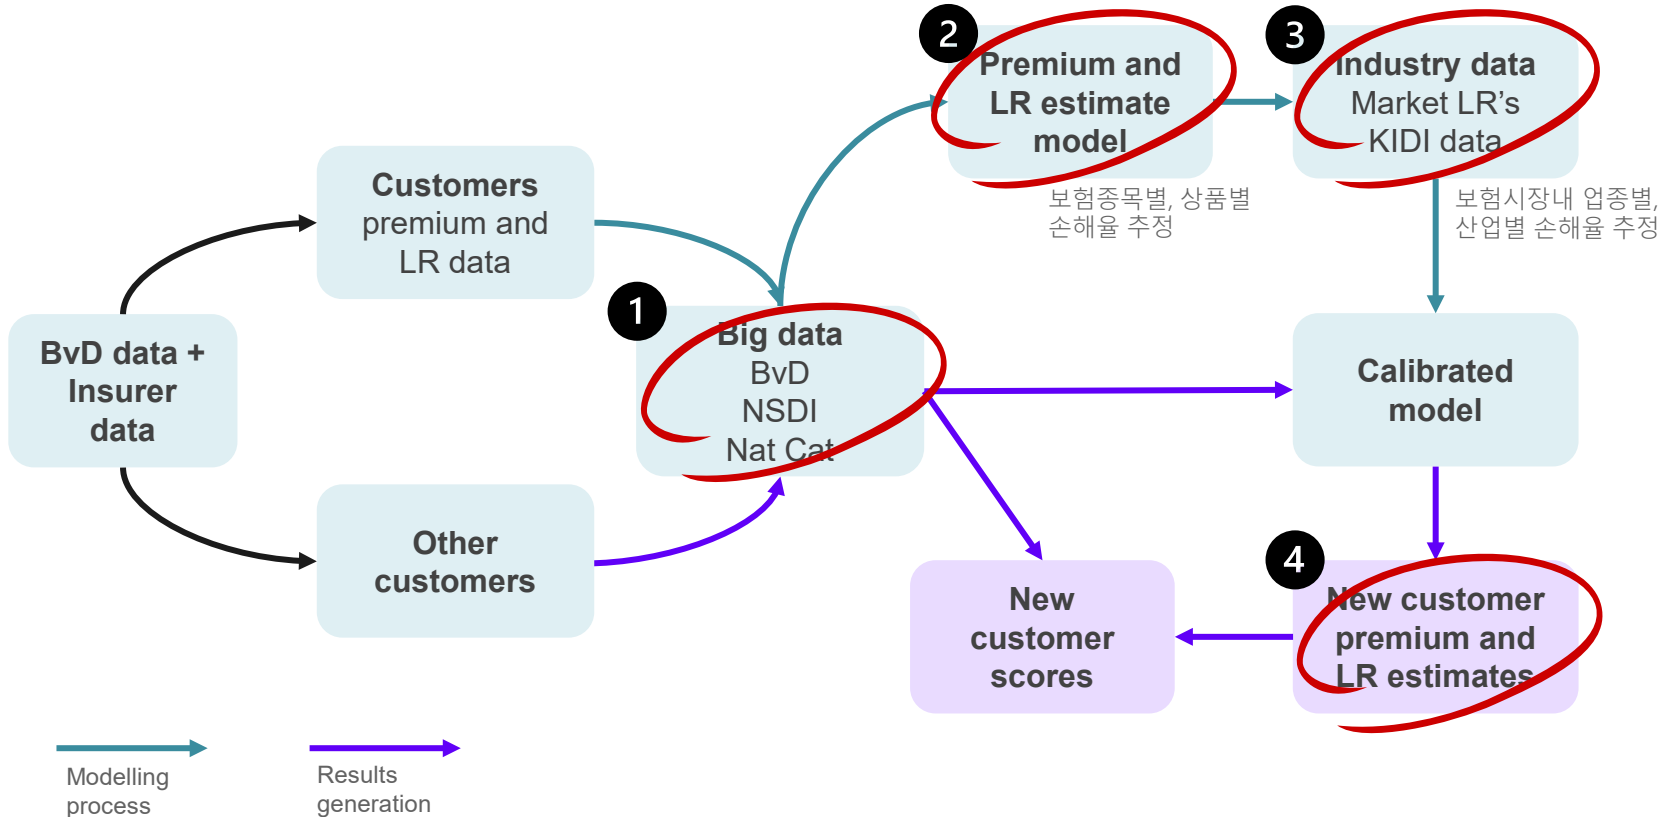 2
Premium and
LR estimate
model
보험종목별, 상품별
손해율 추정
3
Industry data
Market LR's
KIDI data
보험시장내 업종별,
산업별 손해율 추정
Customers
premium and
LR data
1
Big data
BvD
NSDI
Nat Cat
BvD data +
Insurer
data
Calibrated
model
Other
customers
New
customer
scores
4
New customer
premium and
LR estimates
Modelling
process
Results
generation